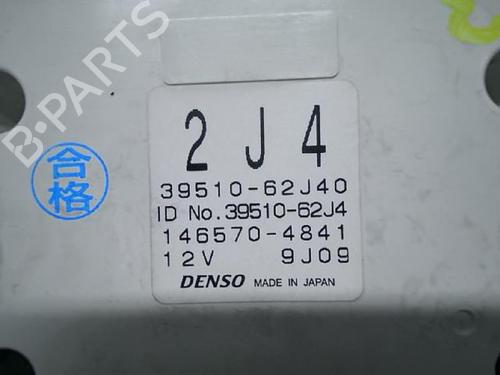 B-PARTS
2 J 4
合格
39510-62J40
ID No.39510-62J4
146570-4841
12V 9J09
DENSO MADE IN JAPAN